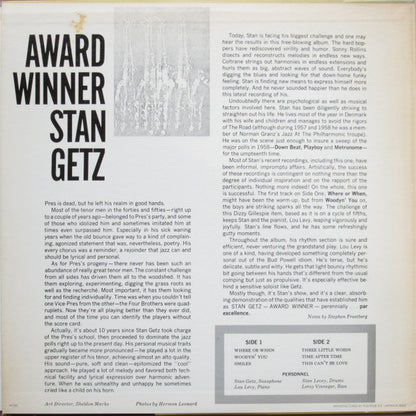 AWARD
WINNER
STAN
GETZ
Pres is dead, but he left his realm in good hands.
Most of the tenor men in the forties and fifties—right up
to a couple of years ago—belonged to Pres's party, and some
of those who idolized him and sometimes imitated him at
times even surpassed him. Especially in his sick waning
years when the old bounce gave way to a kind of complain-
ing, agonized statement that was, nevertheless, poetry. His
every chorus was a reminder, a reminder that jazz can and
should be lyrical and personal.
As for Pres's progeny—there never has been such an
abundance of really great tenor men. The constant challenge
from all sides has driven them all to the woodshed. It has
them exploring, experimenting, digging the grass roots as
well as the recherché. Most important, it has them looking
for and finding individuality. Time was when you couldn't tell
one Vice Pres from the other—the Four Brothers were quad-
ruplets. Now they're all playing better than they ever did,
and most of the time you can identify the players without
the score card.
Actually, it's about 10 years since Stan Getz took charge
of the Pres's school, then proceeded to dominate the jazz
polls right up to the present day. His personal musical traits
gradually became more pronounced—he played a lot in the
upper register of his tenor, achieving almost an alto quality.
His sound—pure, soft and clean—estimated the tool "cool"
approach. He played a lot of melody and favored both tech-
nical facility and lyrical expression over harmonic adven-
ture. When he was unhealthy and unhappy he sometimes
sounded like a child on his horn.
Today, Stan is facing his biggest challenge and one may
hear the results in this free-blowing album. The hard bop-
pers have rediscovered virility and humor. Sonny Rollins
dissects and rebuilds melodies in endless new ways.
Coltrane strings out harmonies in endless extensions and
hurls them as big, abstract waves of sound. Everybody's
digging the blues and looking for that down-home funky
feeling. Stan is finding new means to express himself more
completely. And he never sounded happier than he does in
this latest recording of his.
Undoubtedly there are psychological as well as musical
factors involved here. Stan has been diligently striving to
straighten out his life. He lives most of the year in Denmark
with his wife and children and manages to avoid the rigors
of The Road (although during 1957 and 1958 he was a mem-
ber of Norman Granz's Jazz At The Philharmonic troupe).
He was even gone long enough not to insure a sweep of the
major polls in 1958—Down Beat, Playboy and Metronome—
for the umpteenth time.
Most of Stan's recent recordings, including this one, have
been informal, impromptu affairs. Artistically, the success
of these recordings is contingent on nothing more than the
degree of individual inspiration and on the rapport of the
participants. Nothing more indeed! On the whole, this one
is successful. The first track on Side One, Where or When,
might have been the warm up, but from Woodyn' You on,
the boys are striking sparks all the way. The challenge of
this Dizzy Gillespie item, based as it is on a cycle of fifths,
keeps Stan and the pianist, Lou Levy, leaping vigorously and
joyfully. Stan's line flows, and he has some refreshingly
gutty moments.
Throughout the album, his rhythm section is sure and
efficient, never venturing the grandstand play. Lou Levy is
one of a kind, having developed something completely per-
sonal out of the Bud Powell idiom. He's terse, but he's
delicate, subtle and witty. He gets that light bouncy rhythmic
bit going between his hands that's different from the usual
comping but just as propulsive. It's especially effective be-
hind a sensitive soloist like Getz.
Mostly though, it's Stan's show, and it's a clear, absorb-
ing demonstration of the qualities that have established him
as STAN GETZ — AWARD WINNER — perennially par
excellence.
Notes by Stephen Frostberg
SIDE 1
WHERE OR WHEN
WOODYN' YOU
SMILES
SIDE 2
THREE LITTLE WORDS
TIME AFTER TIME
THIS CAN'T BE LOVE
PERSONNEL
Stan Getz, Saxophone
Lou Levy, Piano
Stan Levey, Drums
Leroy Vinnegar, Bass
Art Director, Sheldon Marks
Photos by Herman Leonard